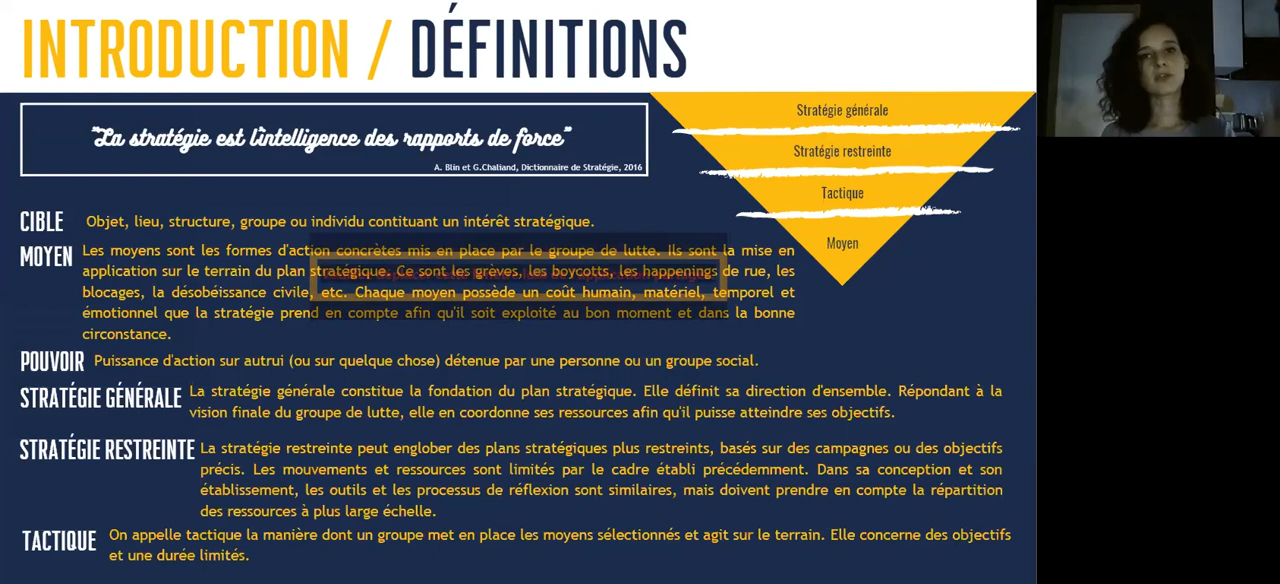 INTRODUCTION / DÉFINITIONS
"La stratégie est l'intelligence des rapports de force"
A. Blin et G.Chaliand, Dictionnaire de Stratégie, 2016
Stratégie générale
Stratégie restreinte
Tactique
Moyen
CIBLE Objet, lieu, structure, groupe ou individu contituant un intérêt stratégique.
MOYEN Les moyens sont les formes d'action concrètes mis en place par le groupe de lutte. Ils sont la mise en
application sur le terrain du plan stratégique. Ce sont les grèves, les boycotts, les happenings de rue, les
blocages, la désobéissance civile, etc. Chaque moyen possède un coût humain, matériel, temporel et
émotionnel que la stratégie prend en compte afin qu'il soit exploité au bon moment et dans la bonne
circonstance.
POUVOIR Puissance d'action sur autrui (ou sur quelque chose) détenue par une personne ou un groupe social.
STRATÉGIE GÉNÉRALE La stratégie générale constitue la fondation du plan stratégique. Elle définit sa direction d'ensemble. Répondant à la
vision finale du groupe de lutte, elle en coordonne ses ressources afin qu'il puisse atteindre ses objectifs.
STRATÉGIE RESTREINTE La stratégie restreinte peut englober des plans stratégiques plus restreints, basés sur des campagnes ou des objectifs
précis. Les mouvements et ressources sont limités par le cadre établi précédemment. Dans sa conception et son
établissement, les outils et les processus de réflexion sont similaires, mais doivent prendre en compte la répartition
des ressources à plus large échelle.
TACTIQUE On appelle tactique la manière dont un groupe met en place les moyens sélectionnés et agit sur le terrain. Elle concerne des objectifs
et une durée limités.